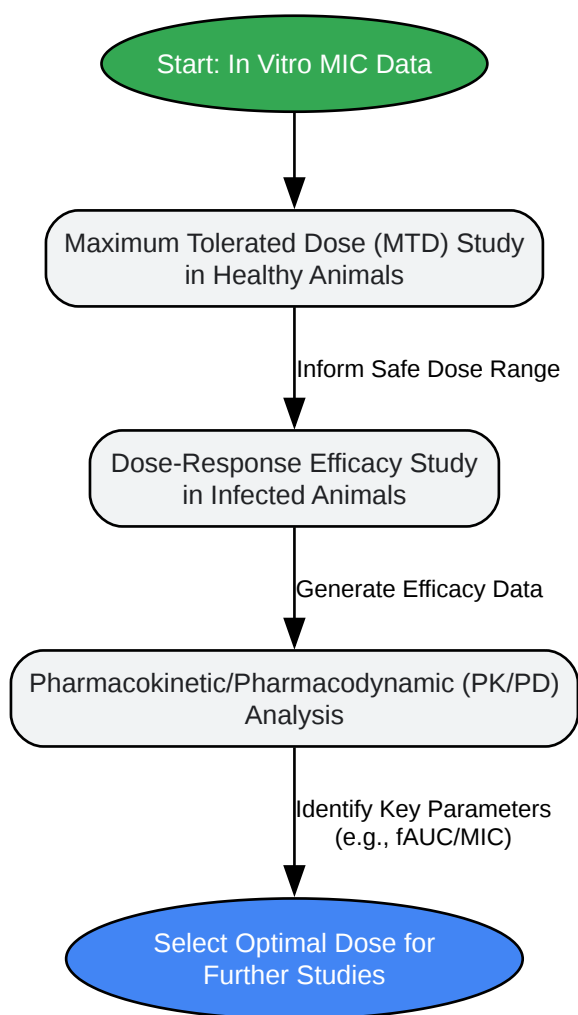 Start: In Vitro MIC Data
Maximum Tolerated Dose (MTD) Study
in Healthy Animals
Inform Safe Dose Range
Dose-Response Efficacy Study
in Infected Animals
Generate Efficacy Data
Pharmacokinetic/Pharmacodynamic (PK/PD)
Analysis
Identify Key Parameters
(e.g., fAUC/MIC)
Select Optimal Dose for
Further Studies